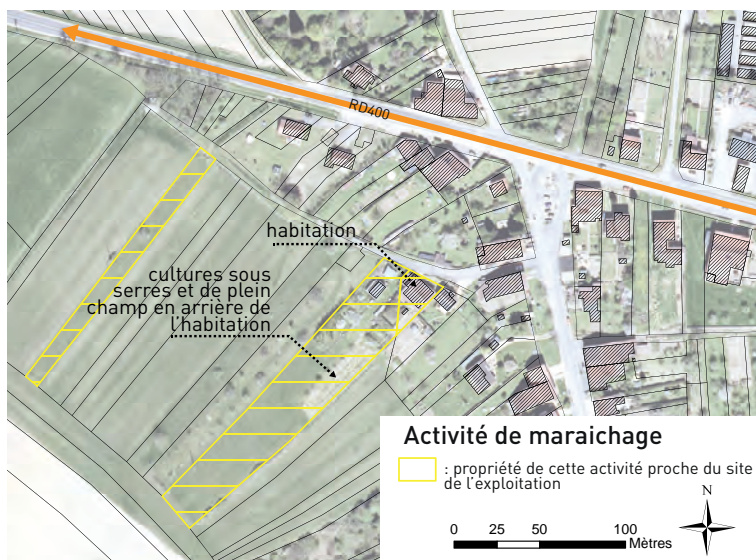 RD400
habitation
cultures sous
serres et de plein
champ en arrière de
l'habitation
Activité de maraichage
: propriété de cette activité proche du site
de l'exploitation
N
0 25 50 100
Mètres